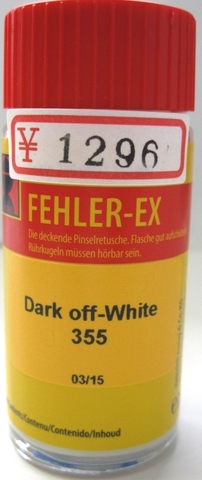 ¥ 1296
FEHLER-EX
Die deckende Pinselretusche. Flasche gut
Rührkugeln müssen hörbar sein.
Dark off-White
355
03/15
/Contenu/Contenido/Inhoud